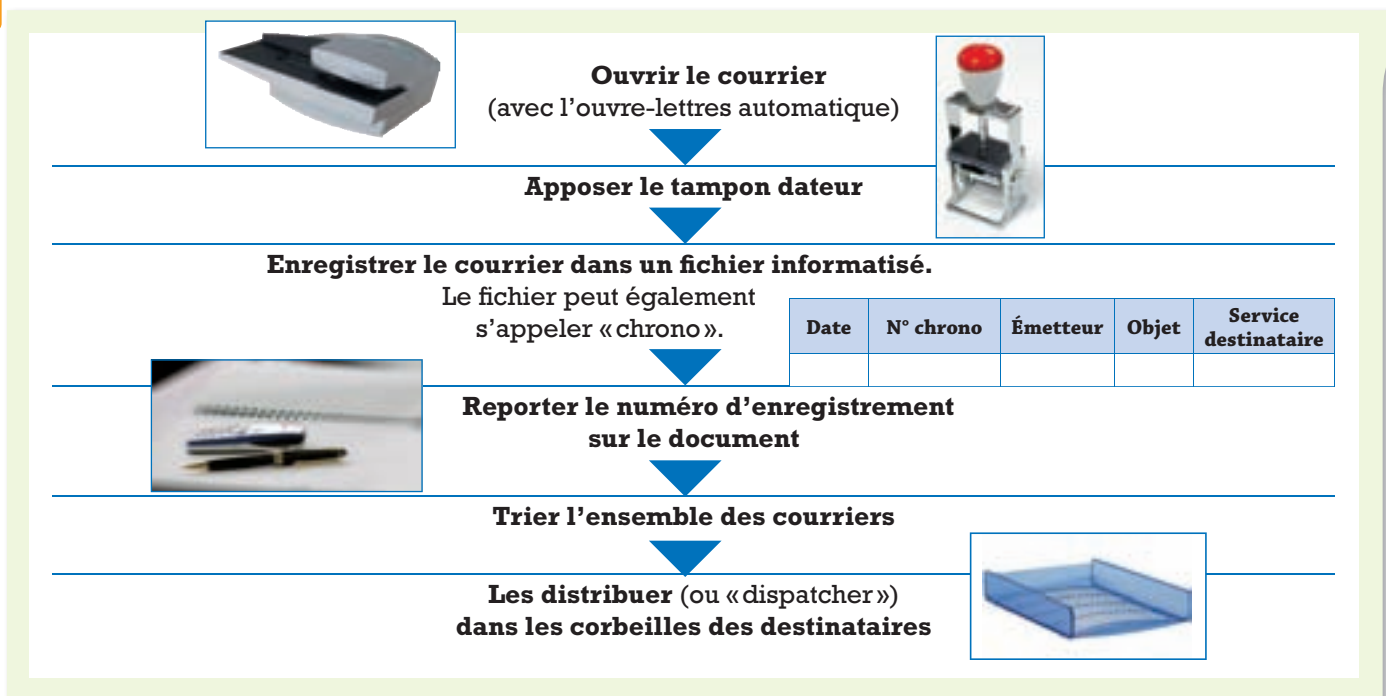 Ouvrir le courrier
(avec l'ouvre-lettres automatique)
Apposer le tampon dateur
Enregistrer le courrier dans un fichier informatisé.
Le fichier peut également
s'appeler «chrono».
Date N° chrono Émetteur Objet Service destinataire
Reporter le numéro d'enregistrement
sur le document
Trier l'ensemble des courriers
Les distribuer (ou «dispatcher»)
dans les corbeilles des destinataires